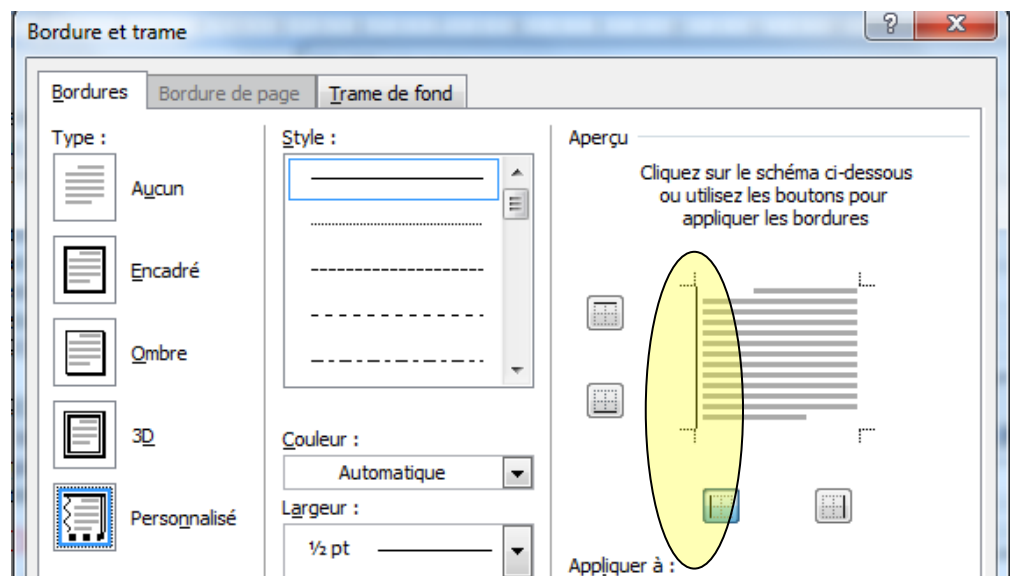 Bordure et trame
Bordures
Bordure de page
Trame de fond
Type :
Aucun
Encadré
Ombre
3D
Personnalisé
Style :
Couleur :
Automatique
Largeur :
½ pt
Aperçu
Cliquez sur le schéma ci-dessous
ou utilisez les boutons pour
appliquer les bordures
Appliquer à :